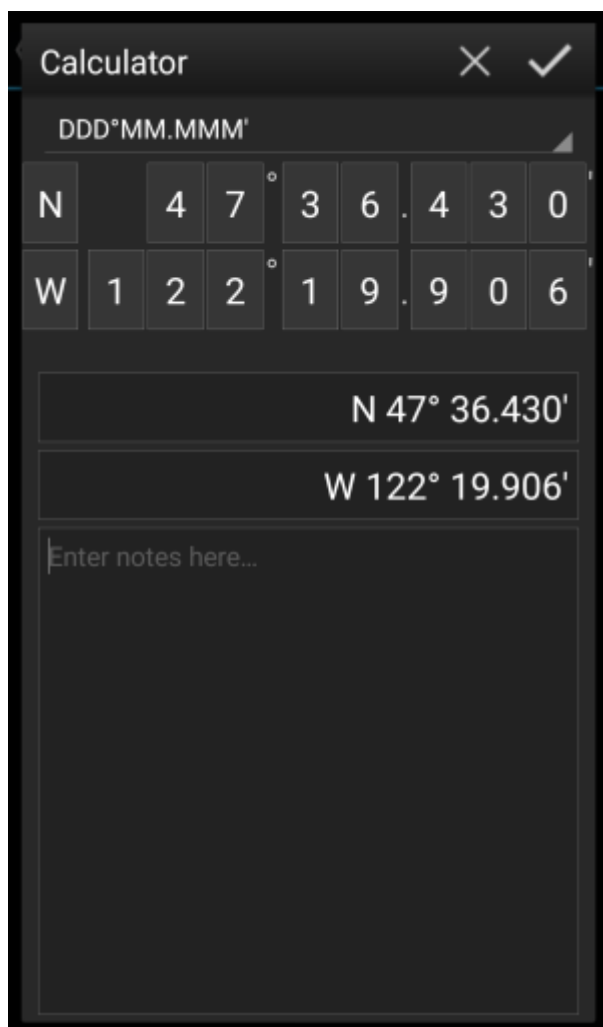 Calculator
DDD°MM.MMM'
N 4 7 ° 3 6 . 4 3 0 '
W 1 2 2 ° 1 9 . 9 0 6 '
N 47° 36.430'
W 122° 19.906'
Enter notes here...